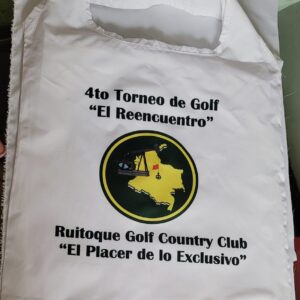 4to Torneo de Golf
“El Reencuentro”
Ruitoque Golf Country Club
“El Placer de lo Exclusivo”